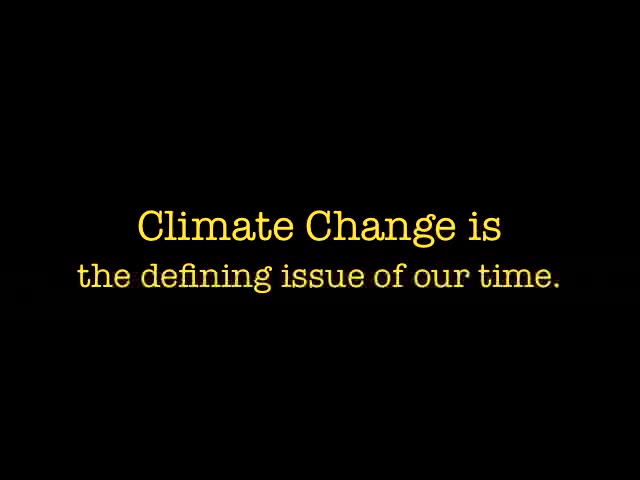 Climate Change is
the defining issue of our time.